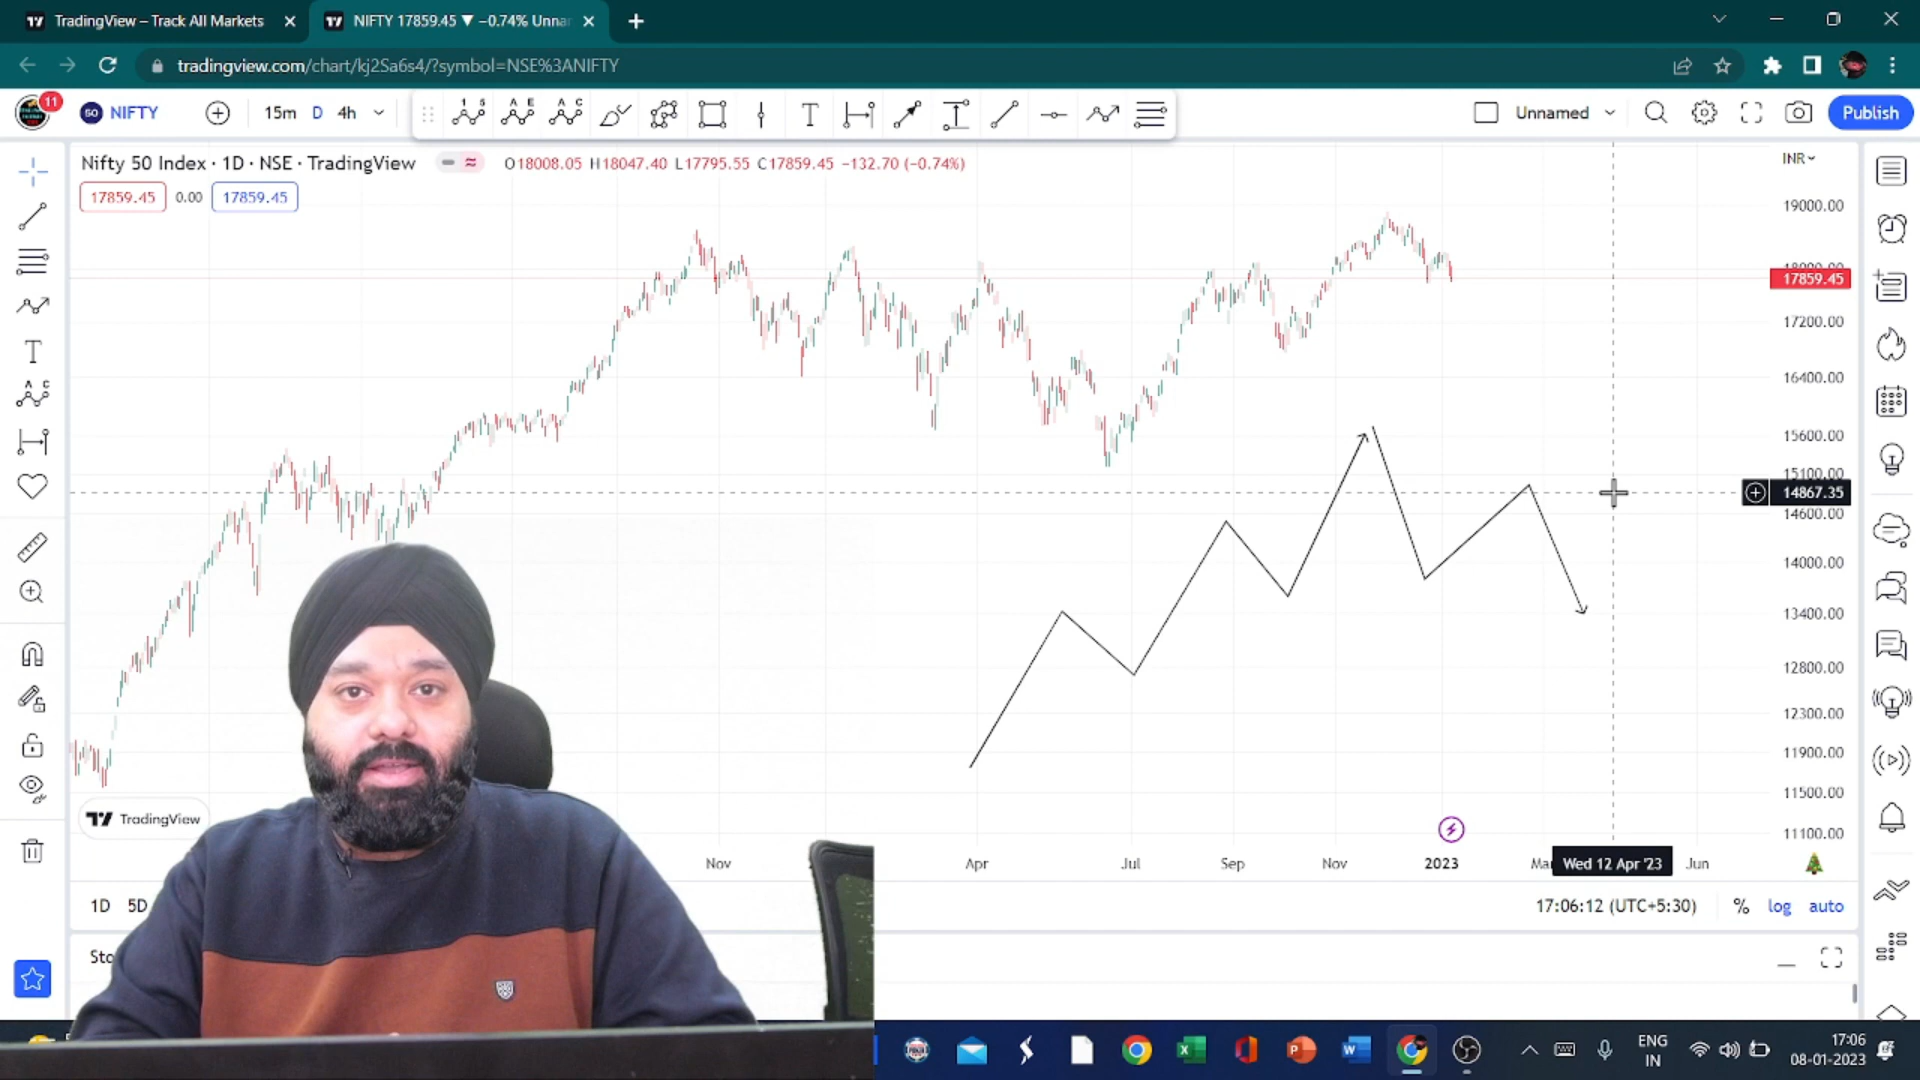 TradingView – Track All Markets
NIFTY 17859.45 ▼ −0.74% Unna
tradingview.com/chart/kj2Sa6s4/?symbol=NSE%3ANIFTY
11
50 NIFTY
15m D 4h
T
Unnamed
Publish
Nifty 50 Index · 1D · NSE · TradingView
O18008.05 H18047.40 L17795.55 C17859.45 −132.70 (−0.74%)
INR
17859.45 0.00 17859.45
19000.00
18000.00
17859.45
17200.00
16400.00
15600.00
15100.00
14867.35
14600.00
14000.00
13400.00
12800.00
12300.00
11900.00
11500.00
11100.00
TradingView
Nov Apr Jul Sep Nov 2023 Ma Wed 12 Apr '23 Jun
1D 5D
17:06:12 (UTC+5:30) % log auto
Sto
ENG
IN
17:06
08-01-2023